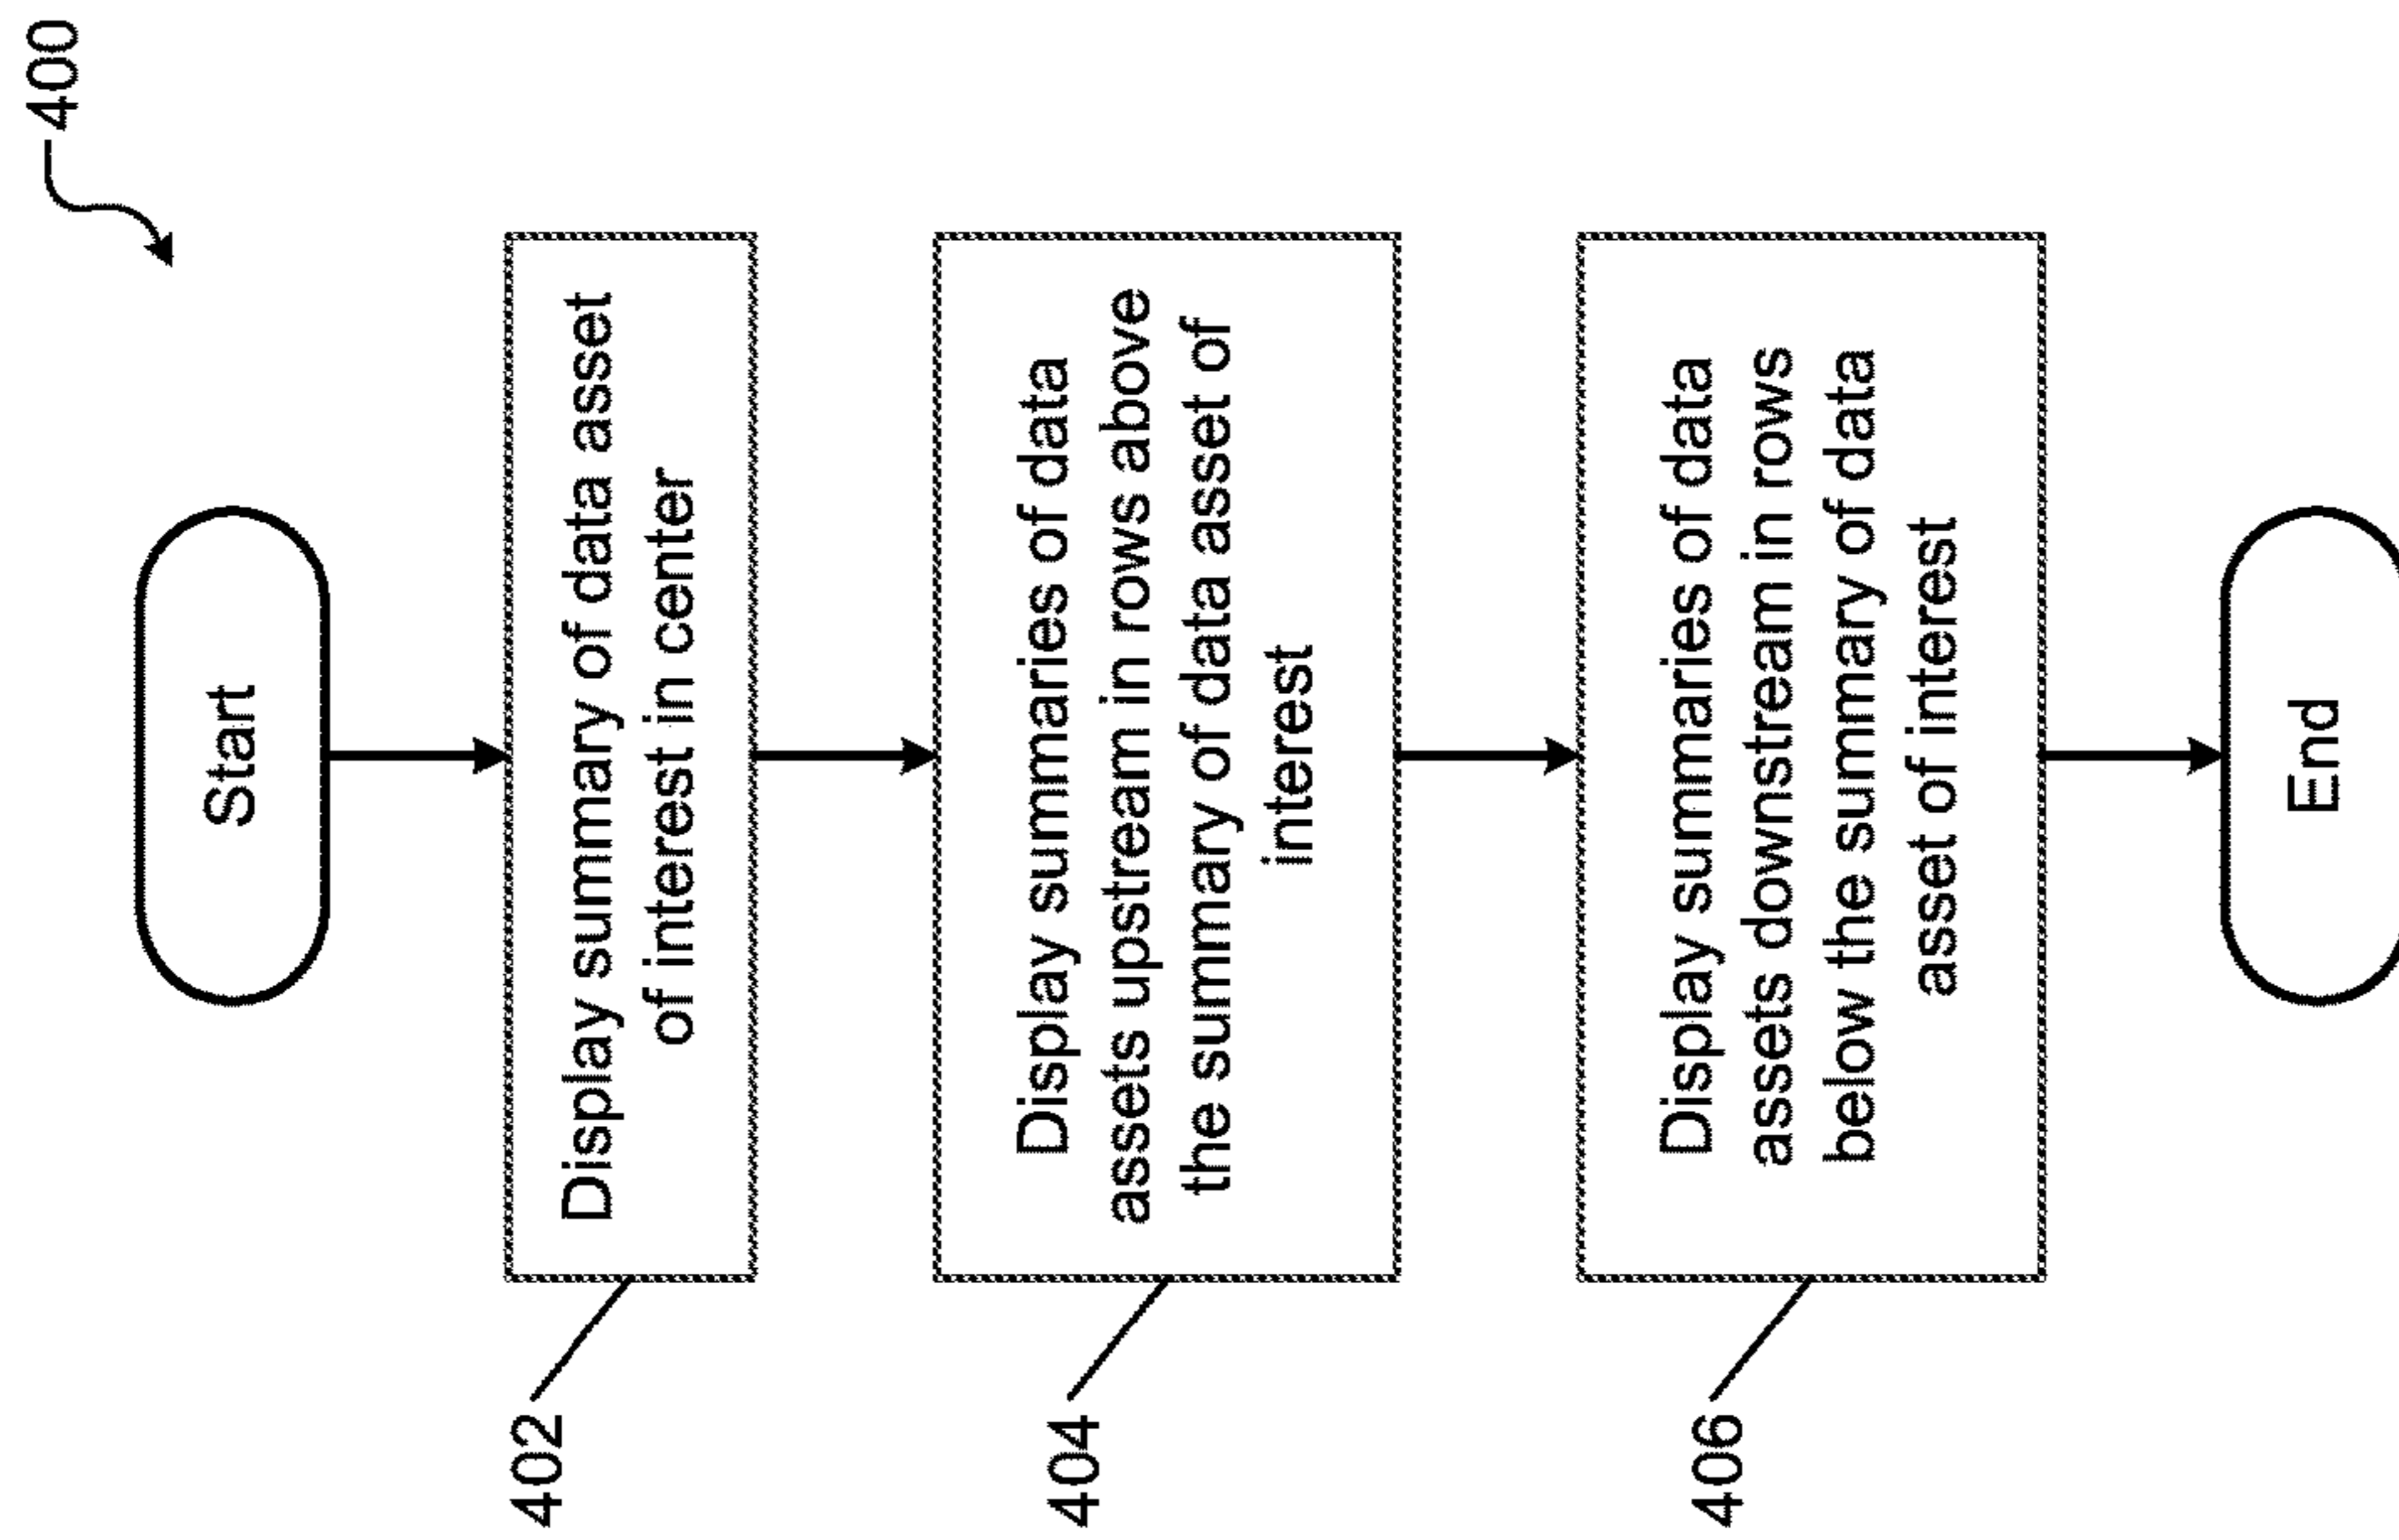 400
Start
402
Display summary of data asset
of interest in center
404
Display summaries of data
assets upstream in rows above
the summary of data asset of
interest
406
Display summaries of data
assets downstream in rows
below the summary of data
asset of interest
End